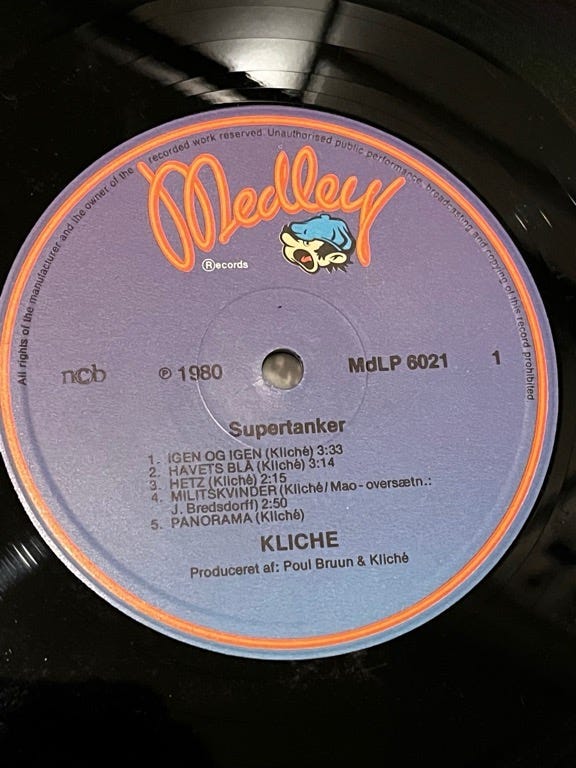 All rights of the manufacturer and the owner of the recorded work reserved. Unauthorised public performance, broadcasting and copying of this record prohibited.
Medley
Ⓡecords
ncb
℗ 1980
MdLP 6021
1
Supertanker
1. IGEN OG IGEN (Kliché) 3:33
2. HAVETS BLÅ (Kliché) 3:14
3. HETZ (Kliché) 2:15
4. MILITSKVINDER (Kliché/Mao-oversætn.:
J. Bredsdorff) 2:50
5. PANORAMA (Kliché)
KLICHE
Produceret af: Poul Bruun & Kliché